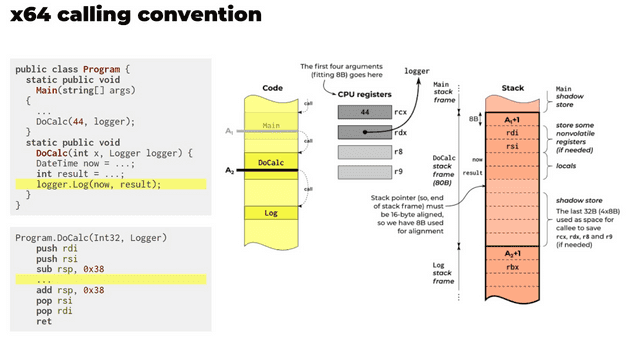 x64 calling convention
public class Program {
static public void
Main(string[] args)
{
...
DoCalc(44, logger);
}
static public void
DoCalc(int x, Logger logger) {
DateTime now = ...;
int result = ...;
logger.Log(now, result);
}
}
Program.DoCalc(Int32, Logger)
push rdi
push rsi
sub rsp, 0x38
...
add rsp, 0x38
pop rsi
pop rdi
ret
Code
Main
A₁
DoCalc
A₂
Log
call
call
call
The first four arguments
(fitting 8B) goes here
CPU registers
44
rcx
rdx
r8
r9
logger
Stack pointer (so, end
of stack frame) must
be 16-byte aligned,
so we have 8B used
for alignment
Main
stack
frame
8B
DoCalc
stack
frame
(80B)
now
result
Log
stack
frame
Stack
A₁+1
rdi
rsi
A₂+1
rbx
Main
shadow
store
store some
nonvolatile
registers
(if needed)
locals
shadow store
The last 32B (4x8B)
used as space for
callee to save
rcx, rdx, r8 and r9
(if needed)